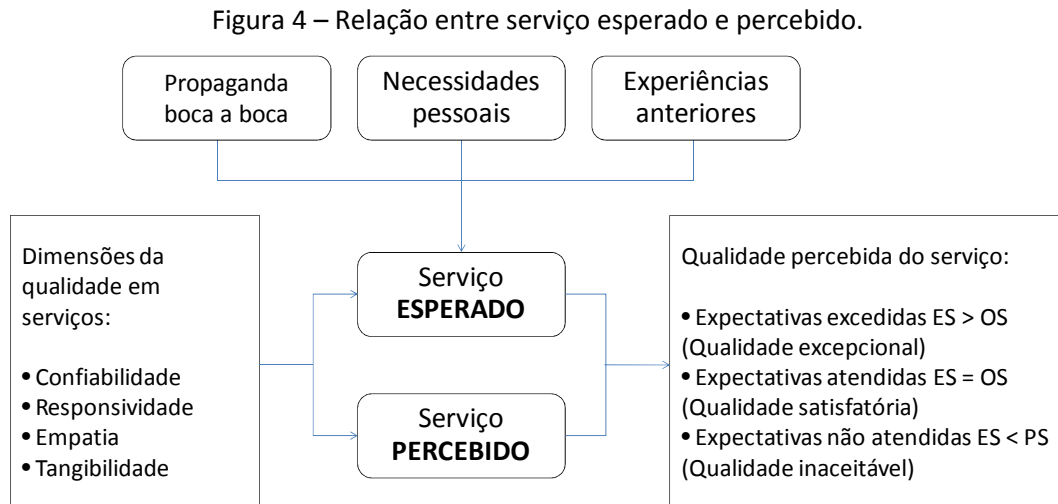 Figura 4 – Relação entre serviço esperado e percebido.
Propaganda
boca a boca
Necessidades
pessoais
Experiências
anteriores
Dimensões da
qualidade em
serviços:
• Confiabilidade
• Responsividade
• Empatia
• Tangibilidade
Serviço
ESPERADO
Serviço
PERCEBIDO
Qualidade percebida do serviço:
• Expectativas excedidas ES > OS
(Qualidade excepcional)
• Expectativas atendidas ES = OS
(Qualidade satisfatória)
• Expectativas não atendidas ES < PS
(Qualidade inaceitável)